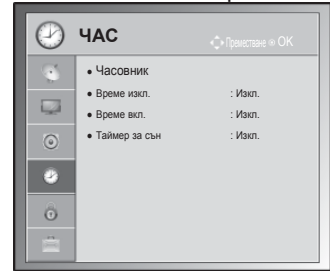 ЧАС
Преместване OK
• Часовник
• Време изкл. : Изкл.
• Време вкл. : Изкл.
• Таймер за сън : Изкл.